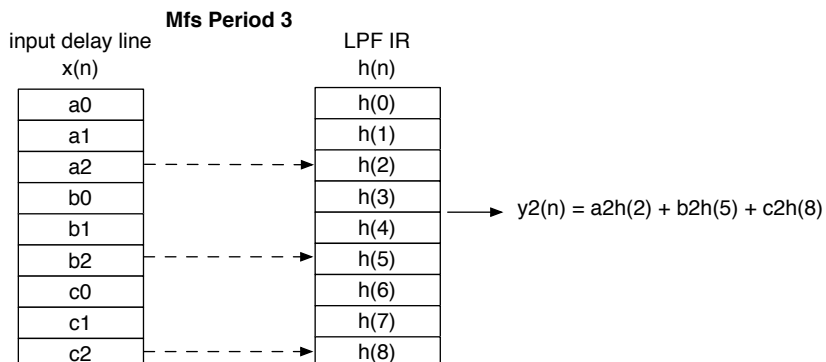 Mfs Period 3
input delay line
x(n)
a0
a1
a2
b0
b1
b2
c0
c1
c2
LPF IR
h(n)
h(0)
h(1)
h(2)
h(3)
h(4)
h(5)
h(6)
h(7)
h(8)
y2(n) = a2h(2) + b2h(5) + c2h(8)